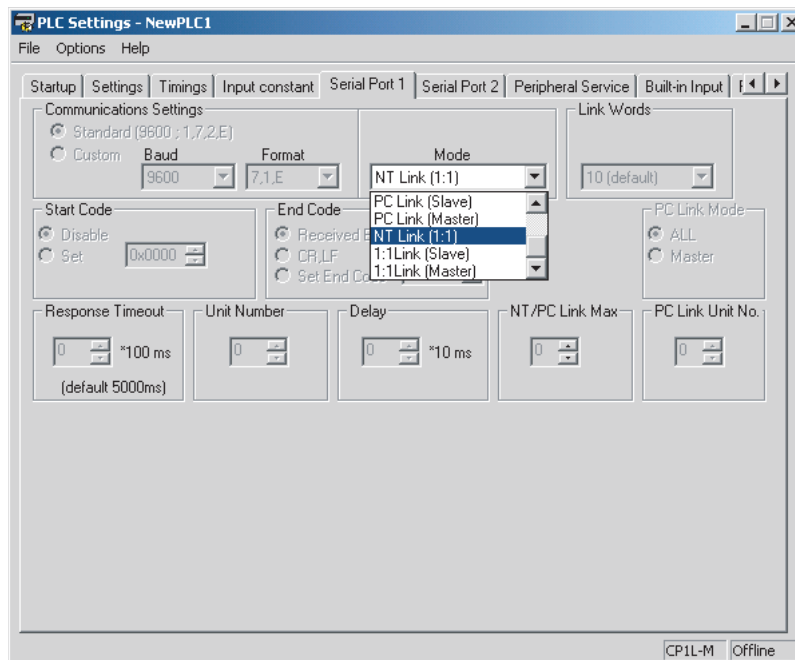 PLC Settings - NewPLC1
File Options Help
Startup Settings Timings Input constant Serial Port 1 Serial Port 2 Peripheral Service Built-in Input
Communications Settings
Standard (9600 ; 1,7,2,E)
Custom
Baud
9600
Format
7,1,E
Mode
NT Link (1:1)
PC Link (Slave)
PC Link (Master)
NT Link (1:1)
1:1Link (Slave)
1:1Link (Master)
Link Words
10 (default)
Start Code
Disable
Set
0x0000
End Code
Received
CR,LF
Set End
PC Link Mode
ALL
Master
Response Timeout
0 *100 ms
(default 5000ms)
Unit Number
0
Delay
0 *10 ms
NT/PC Link Max
0
PC Link Unit No.
0
CP1L-M Offline